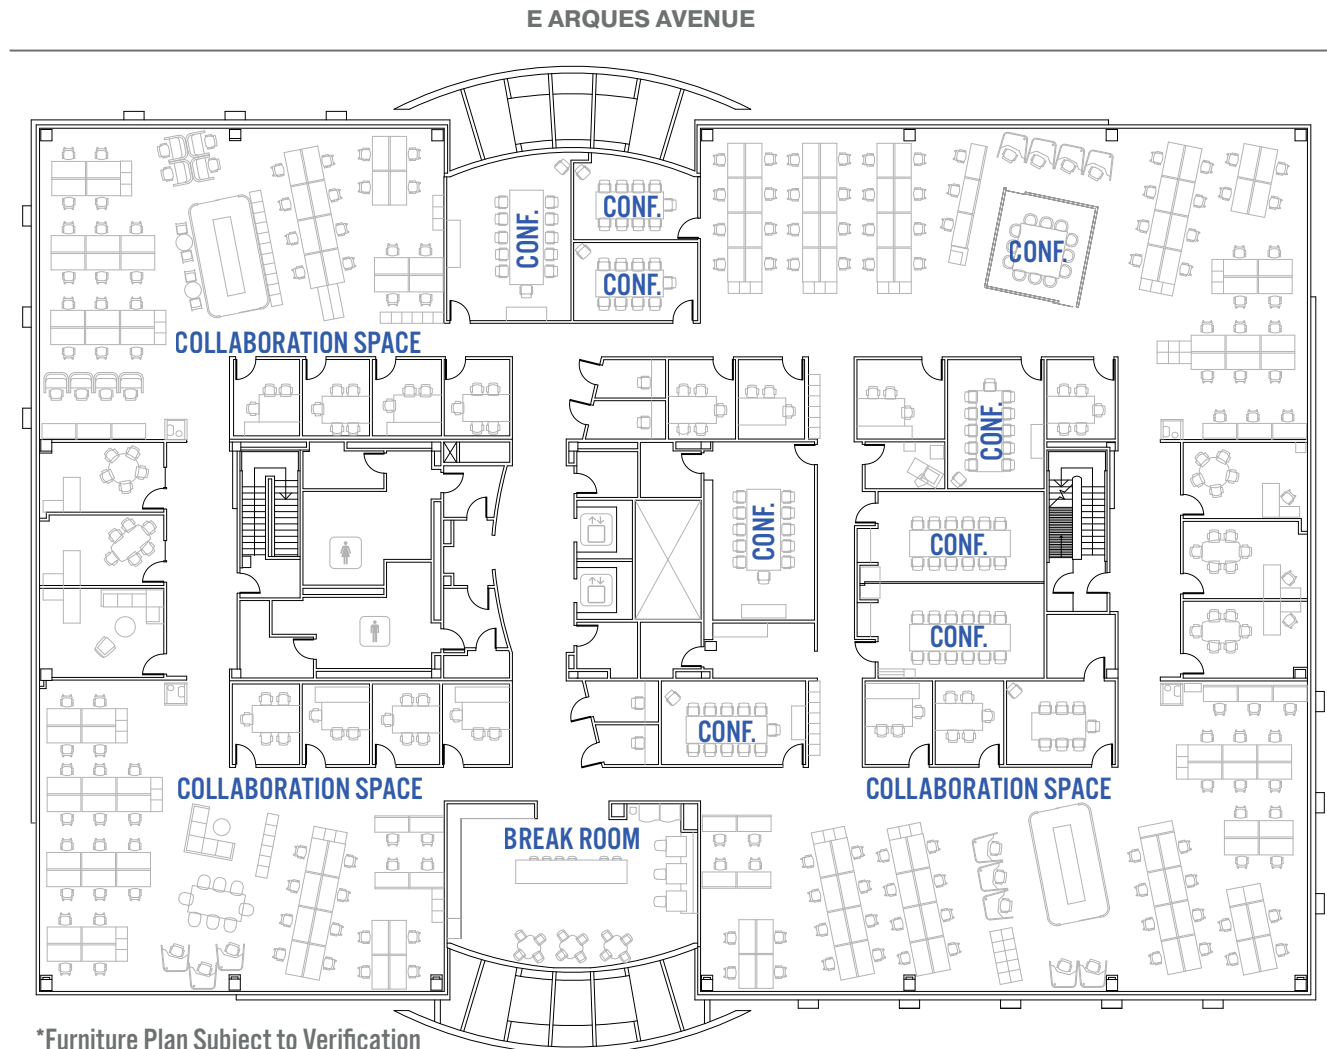 E ARQUES AVENUE
CONF.
CONF.
CONF.
CONF.
COLLABORATION SPACE
CONF.
CONF.
CONF.
CONF.
CONF.
COLLABORATION SPACE
COLLABORATION SPACE
BREAK ROOM
*Furniture Plan Subject to Verification